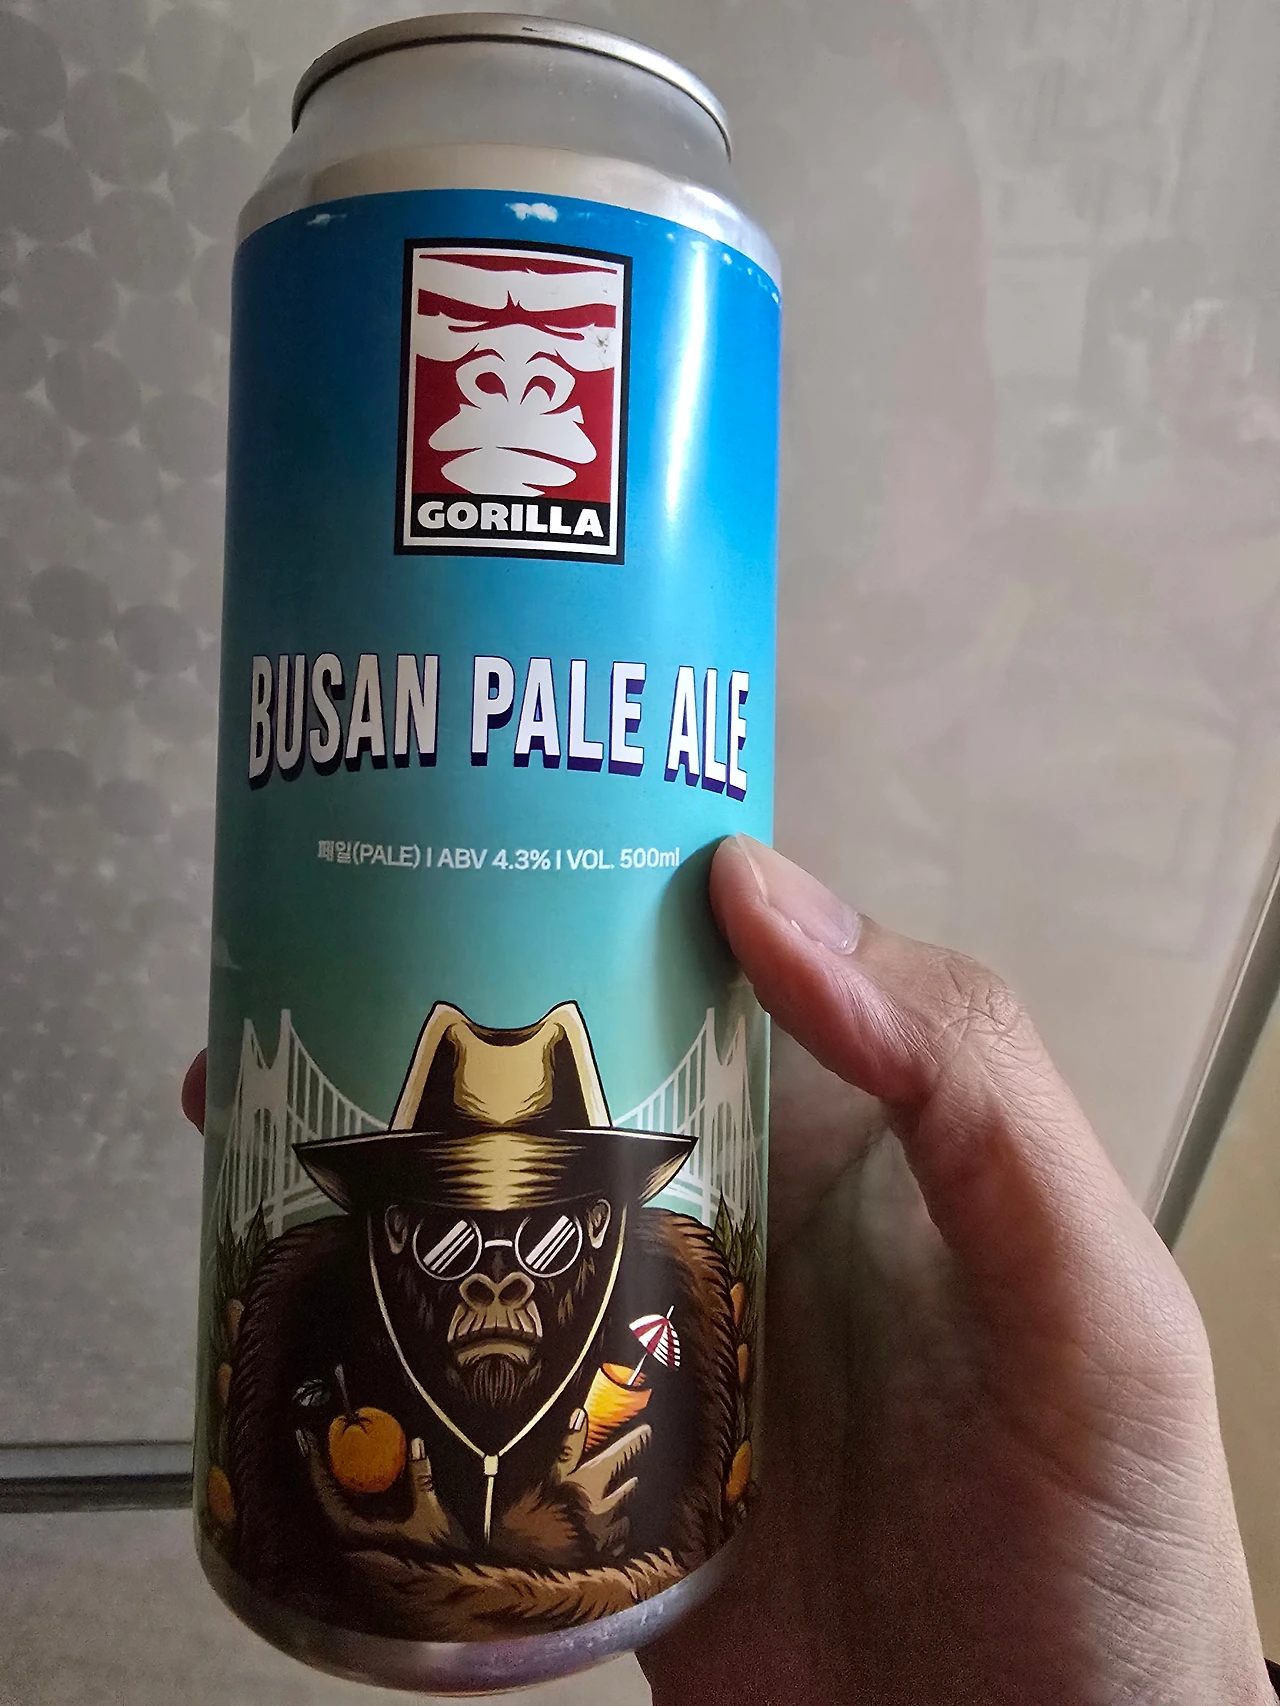 GORILLA
BUSAN PALE ALE
페일(PALE) | ABV 4.3% | VOL. 500ml